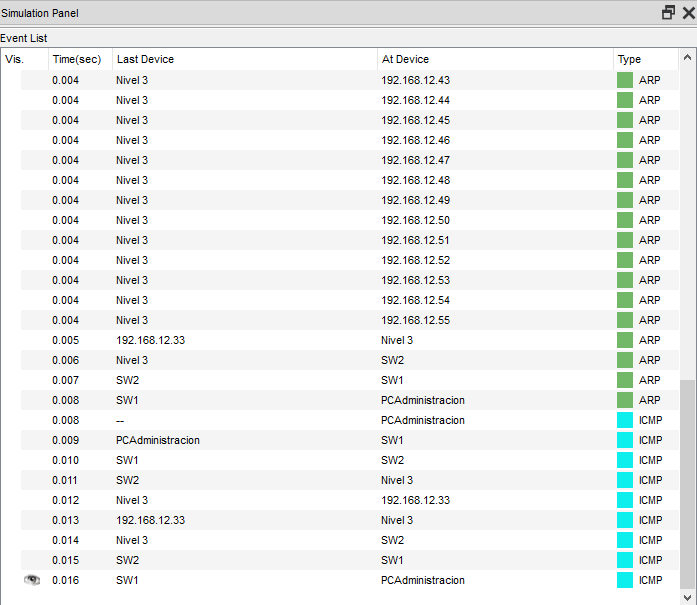 Simulation Panel
Event List
Vis. Time(sec) Last Device At Device Type
0.004 Nivel 3 192.168.12.43 ARP
0.004 Nivel 3 192.168.12.44 ARP
0.004 Nivel 3 192.168.12.45 ARP
0.004 Nivel 3 192.168.12.46 ARP
0.004 Nivel 3 192.168.12.47 ARP
0.004 Nivel 3 192.168.12.48 ARP
0.004 Nivel 3 192.168.12.49 ARP
0.004 Nivel 3 192.168.12.50 ARP
0.004 Nivel 3 192.168.12.51 ARP
0.004 Nivel 3 192.168.12.52 ARP
0.004 Nivel 3 192.168.12.53 ARP
0.004 Nivel 3 192.168.12.54 ARP
0.004 Nivel 3 192.168.12.55 ARP
0.005 192.168.12.33 Nivel 3 ARP
0.006 Nivel 3 SW2 ARP
0.007 SW2 SW1 ARP
0.008 SW1 PCAdministracion ARP
0.008 -- PCAdministracion ICMP
0.009 PCAdministracion SW1 ICMP
0.010 SW1 SW2 ICMP
0.011 SW2 Nivel 3 ICMP
0.012 Nivel 3 192.168.12.33 ICMP
0.013 192.168.12.33 Nivel 3 ICMP
0.014 Nivel 3 SW2 ICMP
0.015 SW2 SW1 ICMP
0.016 SW1 PCAdministracion ICMP